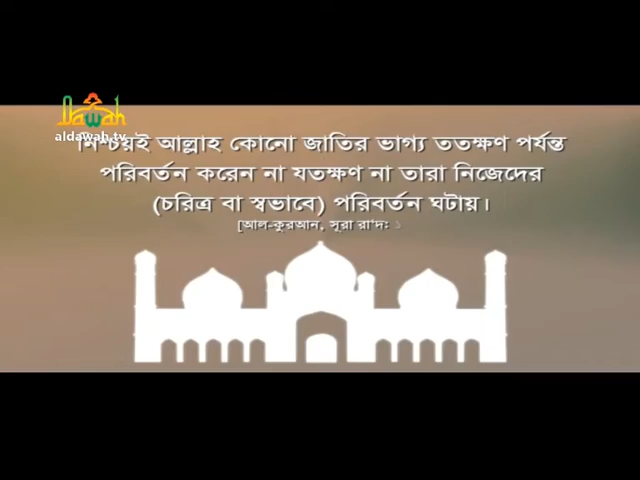 aldawah.tv
নিশ্চয়ই আল্লাহ কোনো জাতির ভাগ্য ততক্ষণ পর্যন্ত
পরিবর্তন করেন না যতক্ষণ না তারা নিজেদের
(চরিত্র বা স্বভাবে) পরিবর্তন ঘটায়।
[আল-কুরআন, সূরা রা'দ: ১